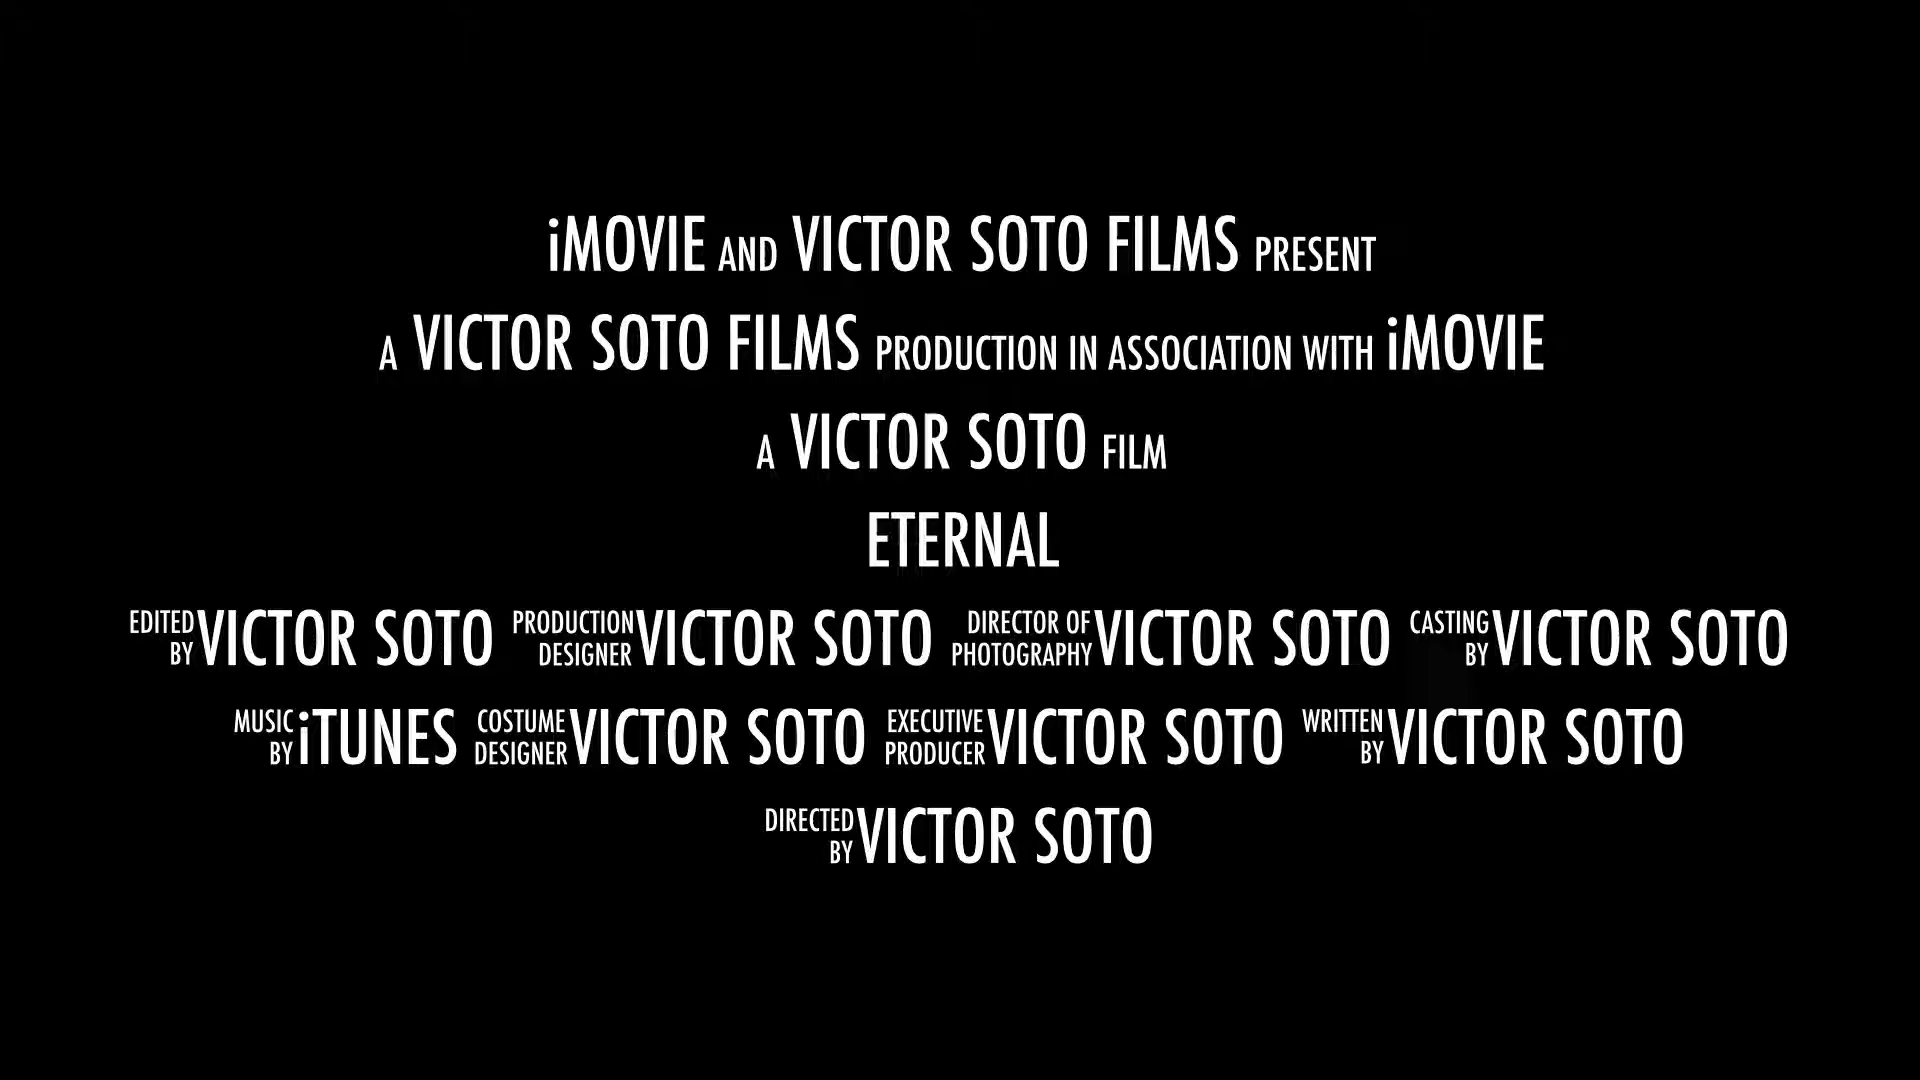 iMOVIE AND VICTOR SOTO FILMS PRESENT
A VICTOR SOTO FILMS PRODUCTION IN ASSOCIATION WITH iMOVIE
A VICTOR SOTO FILM
ETERNAL
EDITED BY VICTOR SOTO PRODUCTION DESIGNER VICTOR SOTO DIRECTOR OF PHOTOGRAPHY VICTOR SOTO CASTING BY VICTOR SOTO
MUSIC BY iTUNES COSTUME DESIGNER VICTOR SOTO EXECUTIVE PRODUCER VICTOR SOTO WRITTEN BY VICTOR SOTO
DIRECTED BY VICTOR SOTO